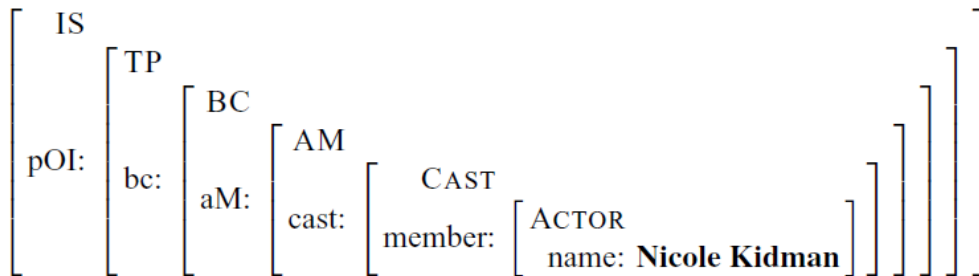 IS
TP
BC
AM
pOI: bc: aM: cast: CAST
member: ACTOR
name: Nicole Kidman